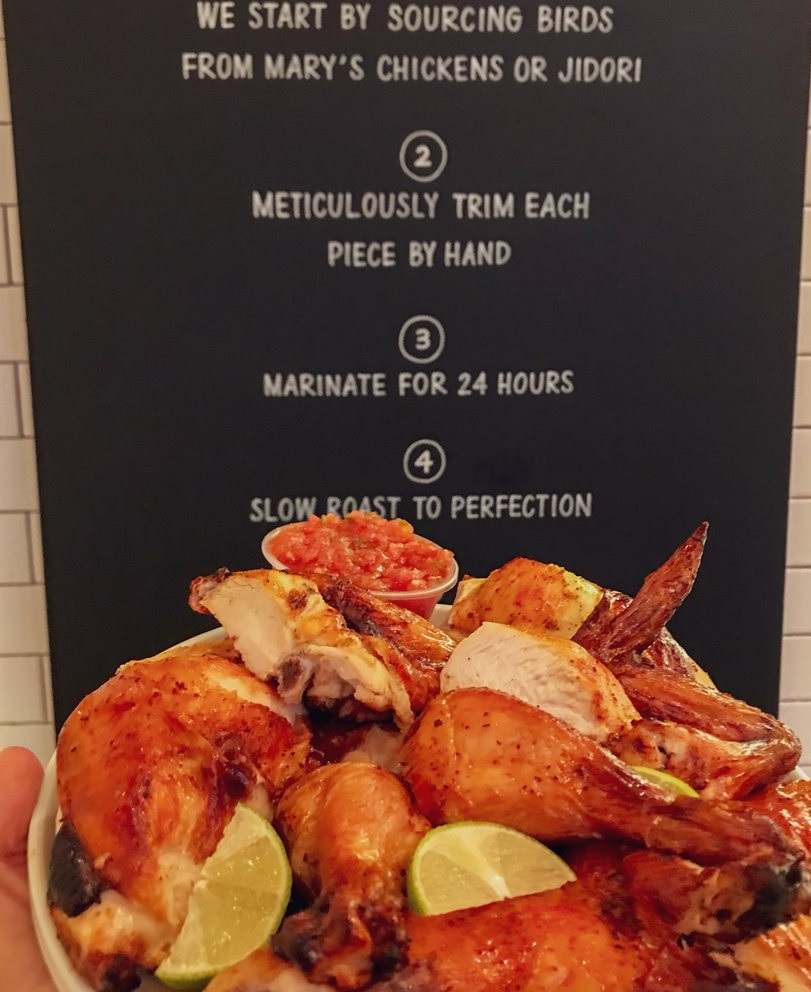 WE START BY SOURCING BIRDS
FROM MARY'S CHICKENS OR JIDORI
2
METICULOUSLY TRIM EACH
PIECE BY HAND
3
MARINATE FOR 24 HOURS
4
SLOW ROAST TO PERFECTION